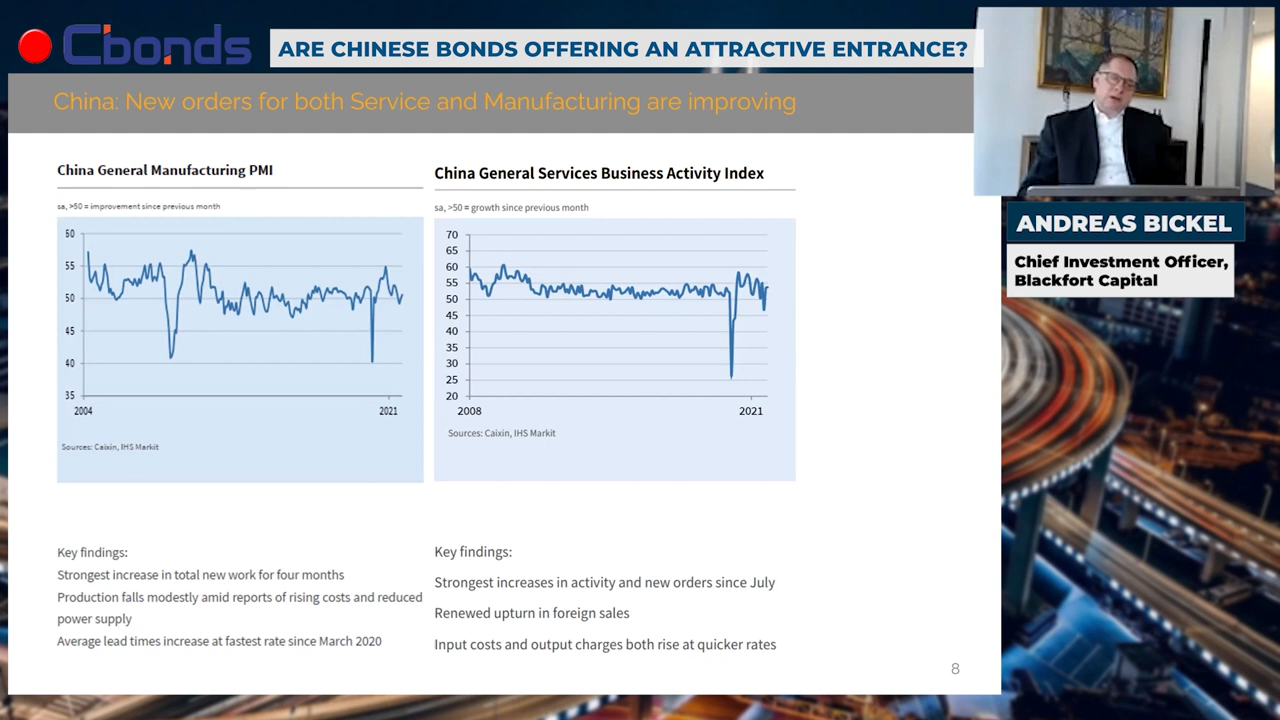 Cbonds
ARE CHINESE BONDS OFFERING AN ATTRACTIVE ENTRANCE?
China: New orders for both Service and Manufacturing are improving
ANDREAS BICKEL
Chief Investment Officer,
Blackfort Capital
China General Manufacturing PMI
sa, >50 = improvement since previous month
60
55
50
45
40
35
2004
2021
Sources: Caixin, IHS Markit
China General Services Business Activity Index
sa, >50 = growth since previous month
70
65
60
55
50
45
40
35
30
25
20
2008
2021
Sources: Caixin, IHS Markit
Key findings:
Strongest increase in total new work for four months
Production falls modestly amid reports of rising costs and reduced
power supply
Average lead times increase at fastest rate since March 2020
Key findings:
Strongest increases in activity and new orders since July
Renewed upturn in foreign sales
Input costs and output charges both rise at quicker rates
8